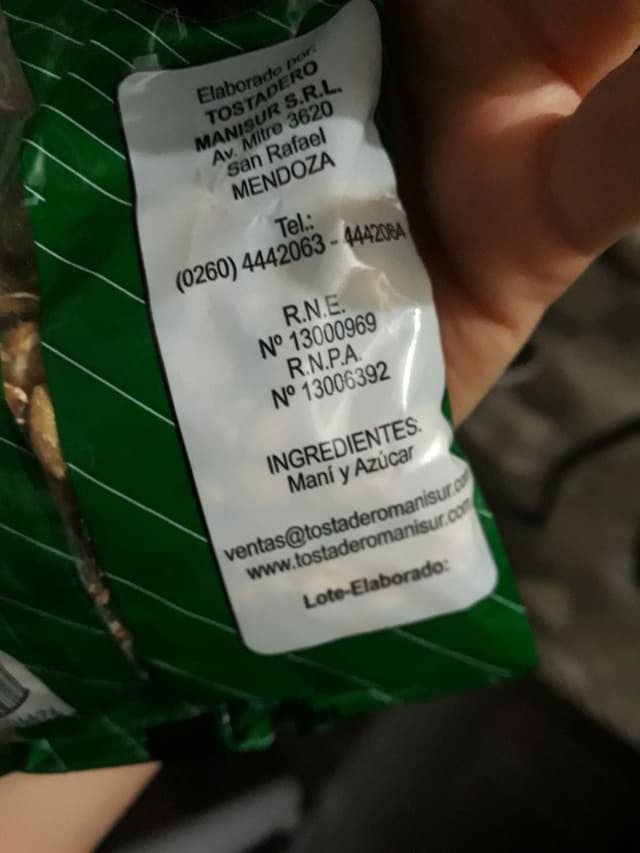 Elaborado por:
TOSTADERO
MANISUR S.R.L.
Av. Mitre 3620
San Rafael
MENDOZA
Tel.:
(0260) 4442063 - 4442064
R.N.E.
Nº 13000969
R.N.P.A.
Nº 13006392
INGREDIENTES:
Maní y Azúcar
ventas@tostaderomanisur.com
www.tostaderomanisur.com
Lote-Elaborado: